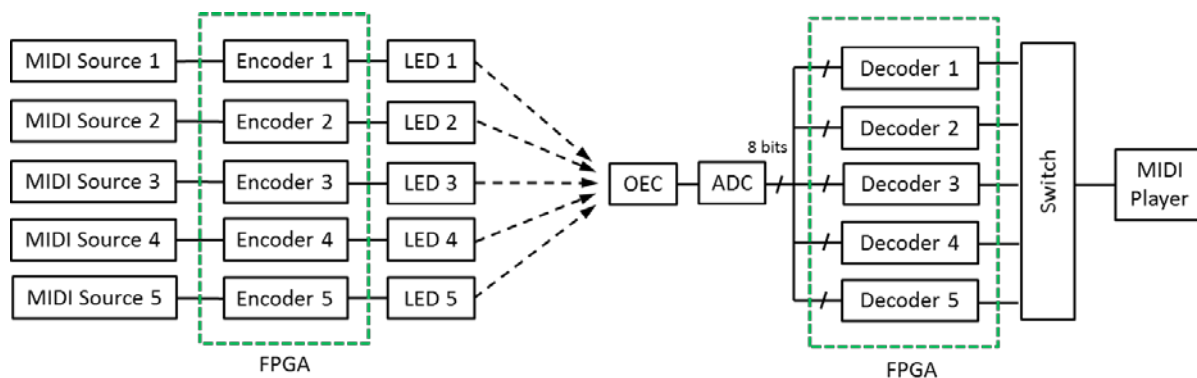 MIDI Source 1
Encoder 1
LED 1
MIDI Source 2
Encoder 2
LED 2
MIDI Source 3
Encoder 3
LED 3
MIDI Source 4
Encoder 4
LED 4
MIDI Source 5
Encoder 5
LED 5
FPGA
OEC
ADC
8 bits
Decoder 1
Decoder 2
Decoder 3
Decoder 4
Decoder 5
FPGA
Switch
MIDI
Player